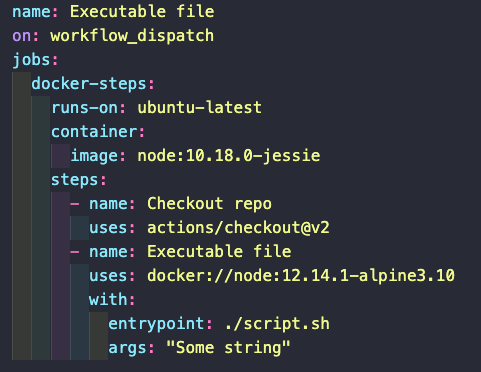 name: Executable file
on: workflow_dispatch
jobs:
  docker-steps:
    runs-on: ubuntu-latest
    container:
      image: node:10.18.0-jessie
    steps:
      - name: Checkout repo
        uses: actions/checkout@v2
      - name: Executable file
        uses: docker://node:12.14.1-alpine3.10
        with:
          entrypoint: ./script.sh
          args: "Some string"